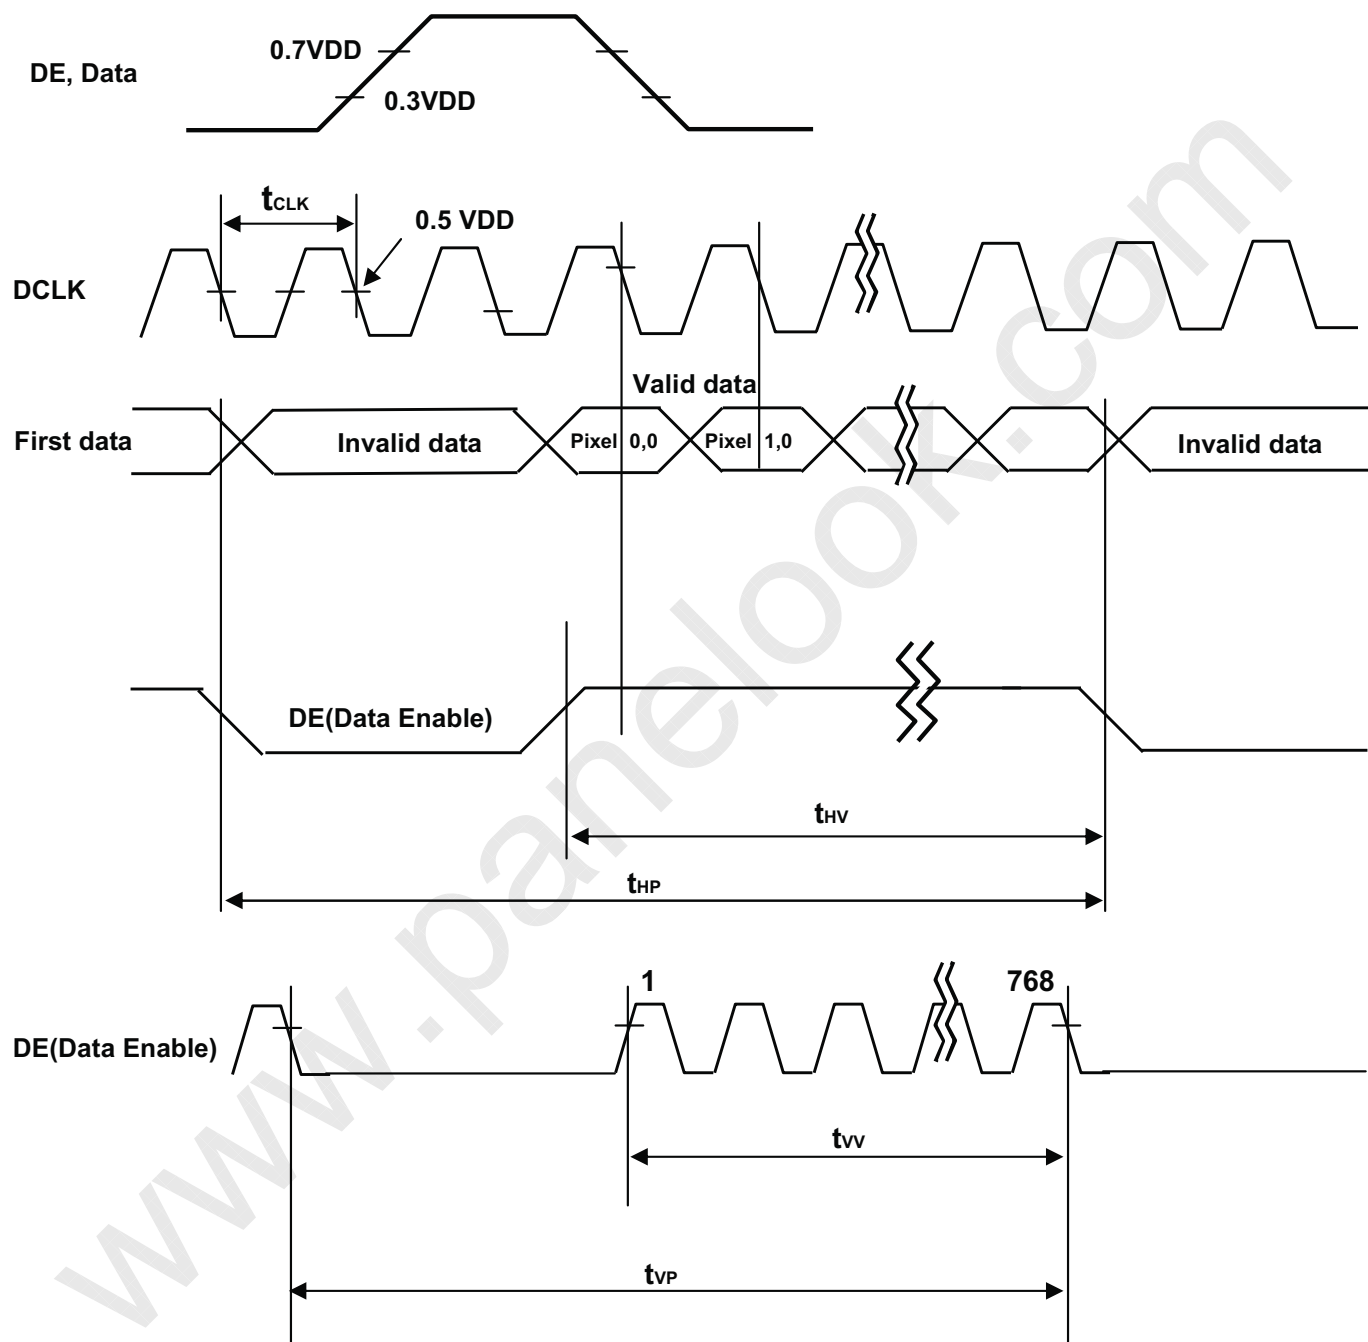 0.7VDD
DE, Data
0.3VDD
tCLK
0.5 VDD
DCLK
Valid data
First data
Invalid data
Pixel 0,0
Pixel 1,0
Invalid data
DE(Data Enable)
tHV
tHP
1
768
DE(Data Enable)
tVV
tVP
www.panelook.com